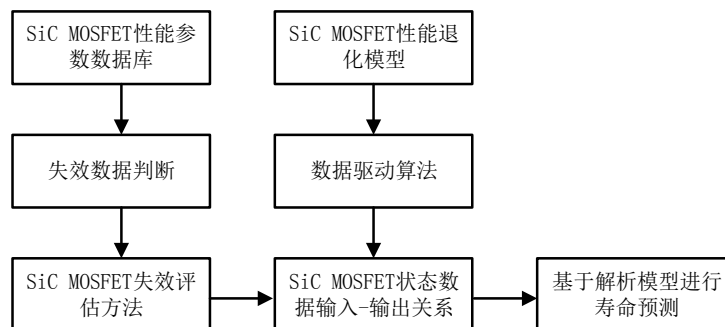 SiC MOSFET性能参
数数据库
SiC MOSFET性能退
化模型
失效数据判断
数据驱动算法
SiC MOSFET失效评
估方法
SiC MOSFET状态数
据输入-输出关系
基于解析模型进行
寿命预测